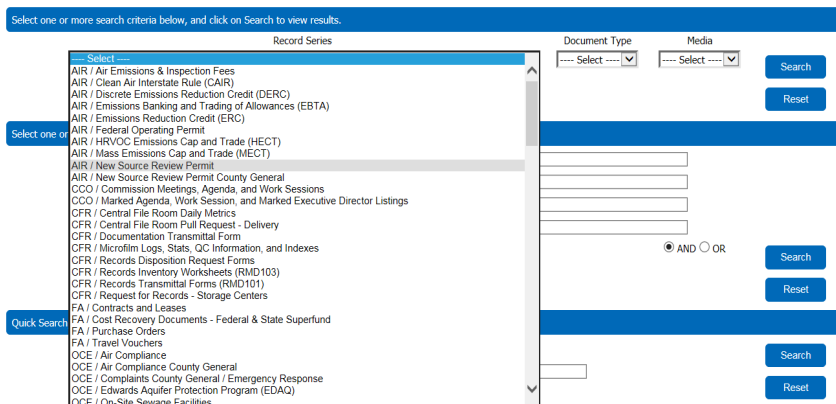 Select one or more search criteria below, and click on Search to view results.
Record Series
Document Type
Media
---- Select ----
---- Select ----
---- Select ----
AIR / Air Emissions & Inspection Fees
AIR / Clean Air Interstate Rule (CAIR)
AIR / Discrete Emissions Reduction Credit (DERC)
AIR / Emissions Banking and Trading of Allowances (EBTA)
AIR / Emissions Reduction Credit (ERC)
AIR / Federal Operating Permit
AIR / HRVOC Emissions Cap and Trade (HECT)
AIR / Mass Emissions Cap and Trade (MECT)
AIR / New Source Review Permit
AIR / New Source Review Permit County General
CCO / Commission Meetings, Agenda, and Work Sessions
CCO / Marked Agenda, Work Session, and Marked Executive Director Listings
CFR / Central File Room Daily Metrics
CFR / Central File Room Pull Request - Delivery
CFR / Documentation Transmittal Form
CFR / Microfilm Logs, Stats, QC Information, and Indexes
CFR / Records Disposition Request Forms
CFR / Records Inventory Worksheets (RMD103)
CFR / Records Transmittal Forms (RMD101)
CFR / Request for Records - Storage Centers
FA / Contracts and Leases
FA / Cost Recovery Documents - Federal & State Superfund
FA / Purchase Orders
FA / Travel Vouchers
OCE / Air Compliance
OCE / Air Compliance County General
OCE / Complaints County General / Emergency Response
OCE / Edwards Aquifer Protection Program (EDAQ)
OCE / On-Site Sewage Facilities
Search
Reset
Select one or
AND
OR
Search
Reset
Quick Search
Search
Reset